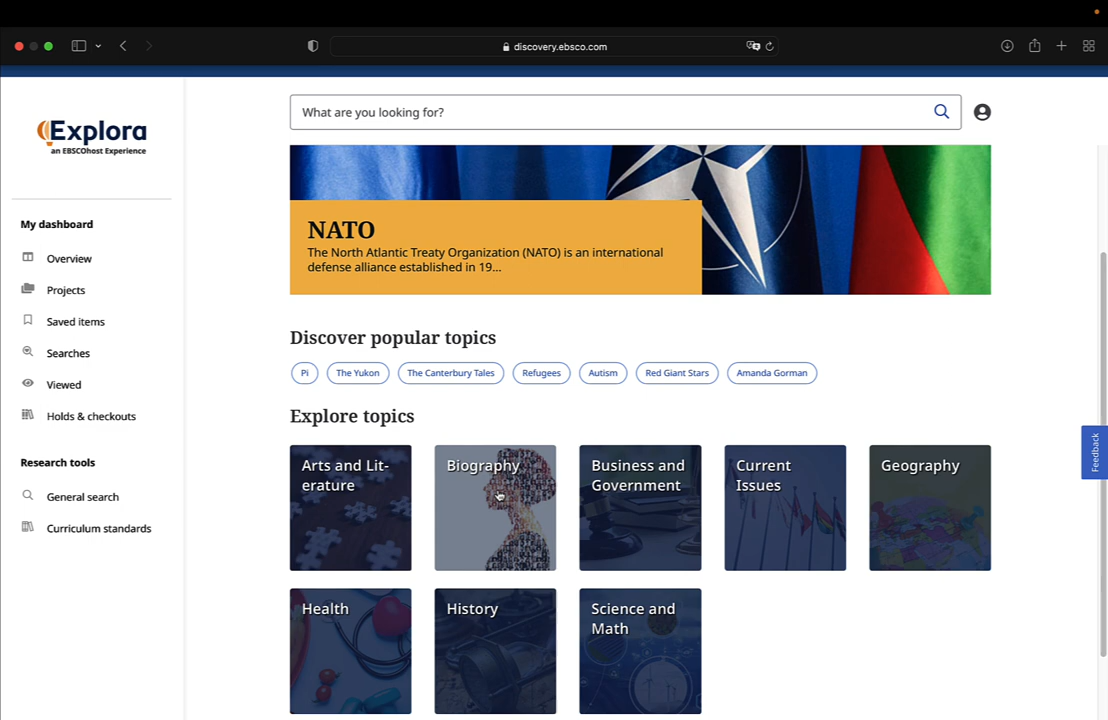 discovery.ebsco.com
Explora
an EBSCOhost Experience
My dashboard
Overview
Projects
Saved items
Searches
Viewed
Holds & checkouts
Research tools
General search
Curriculum standards
What are you looking for?
NATO
The North Atlantic Treaty Organization (NATO) is an international
defense alliance established in 19...
Discover popular topics
Pi
The Yukon
The Canterbury Tales
Refugees
Autism
Red Giant Stars
Amanda Gorman
Explore topics
Arts and Lit-
erature
Biography
Business and
Government
Current
Issues
Geography
Health
History
Science and
Math
Feedback